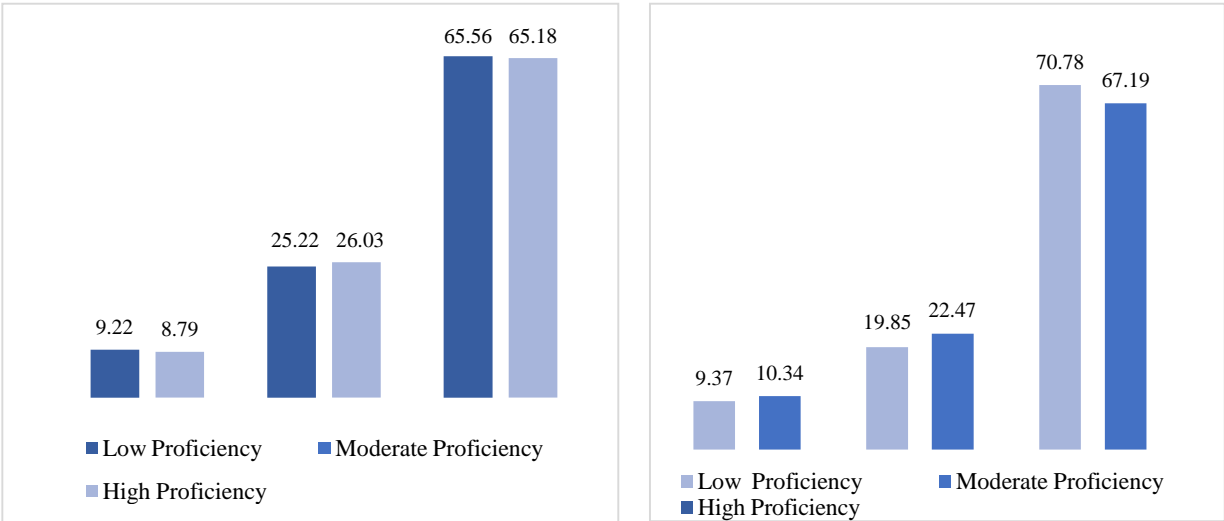 65.56 65.18
25.22 26.03
9.22 8.79
Low Proficiency Moderate Proficiency
High Proficiency
70.78
67.19
19.85 22.47
9.37 10.34
Low Proficiency Moderate Proficiency
High Proficiency